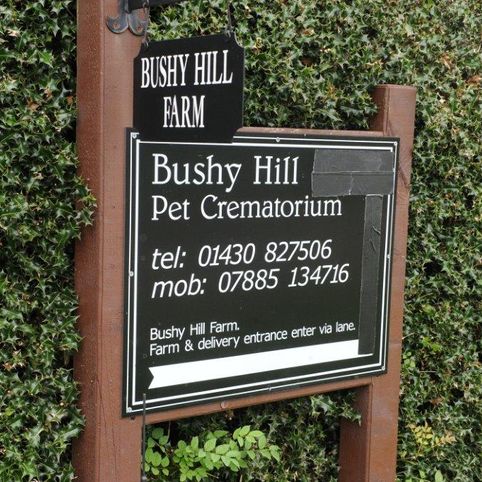 BUSHY HILL
FARM
Bushy Hill
Pet Crematorium
tel: 01430 827506
mob: 07885 134716
Bushy Hill Farm.
Farm & delivery entrance enter via lane.